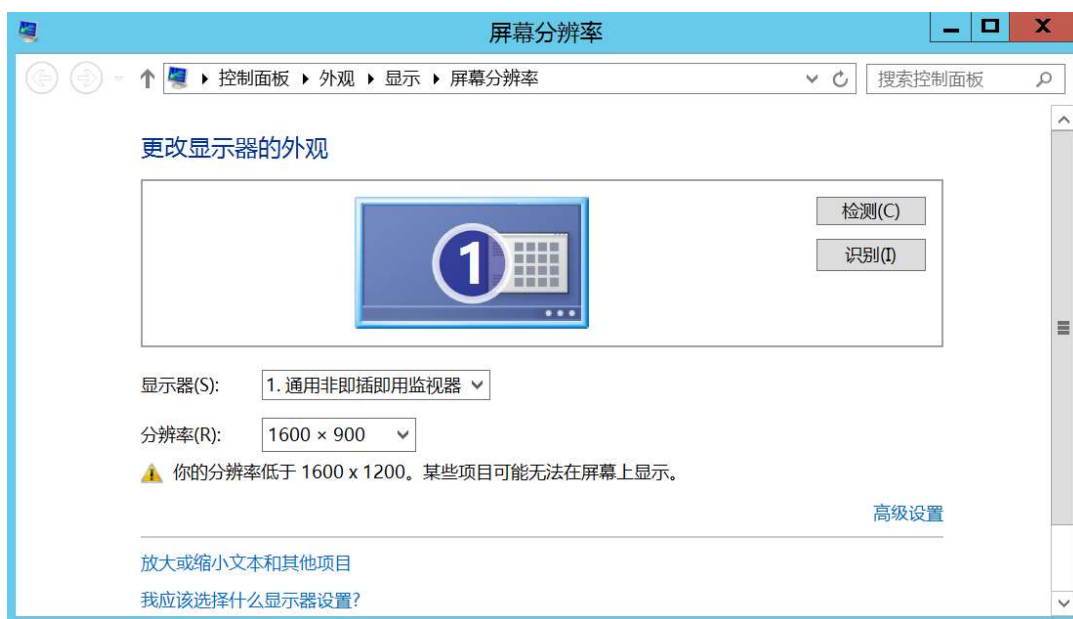 屏幕分辨率
控制面板 外观 显示 屏幕分辨率
搜索控制面板
更改显示器的外观
1
检测(C)
识别(I)
显示器(S): 1. 通用非即插即用监视器
分辨率(R): 1600 × 900
你的分辨率低于 1600 x 1200。某些项目可能无法在屏幕上显示。
高级设置
放大或缩小文本和其他项目
我应该选择什么显示器设置?